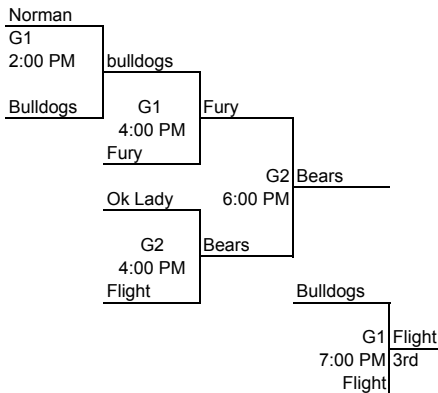 Norman
G1
2:00 PM
bulldogs
Bulldogs
G1
Fury
4:00 PM
Fury
G2
Bears
6:00 PM
Ok Lady
G2
Bears
4:00 PM
Flight
Bulldogs
G1
Flight
7:00 PM
3rd
Flight